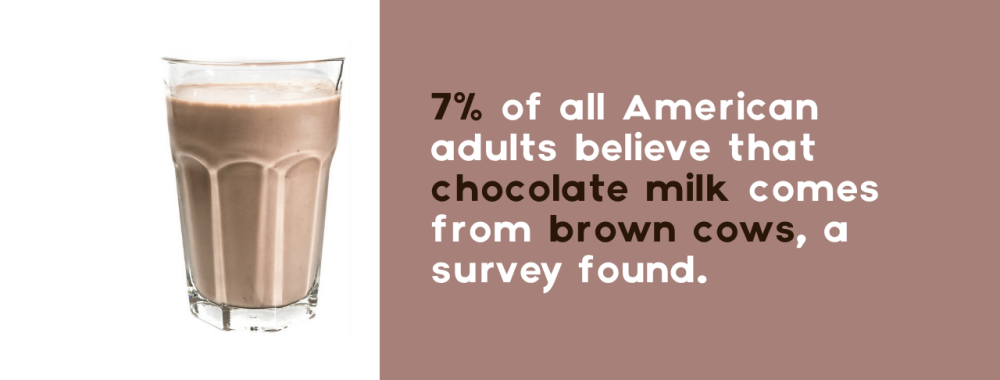 7% of all American
adults believe that
chocolate milk comes
from brown cows, a
survey found.